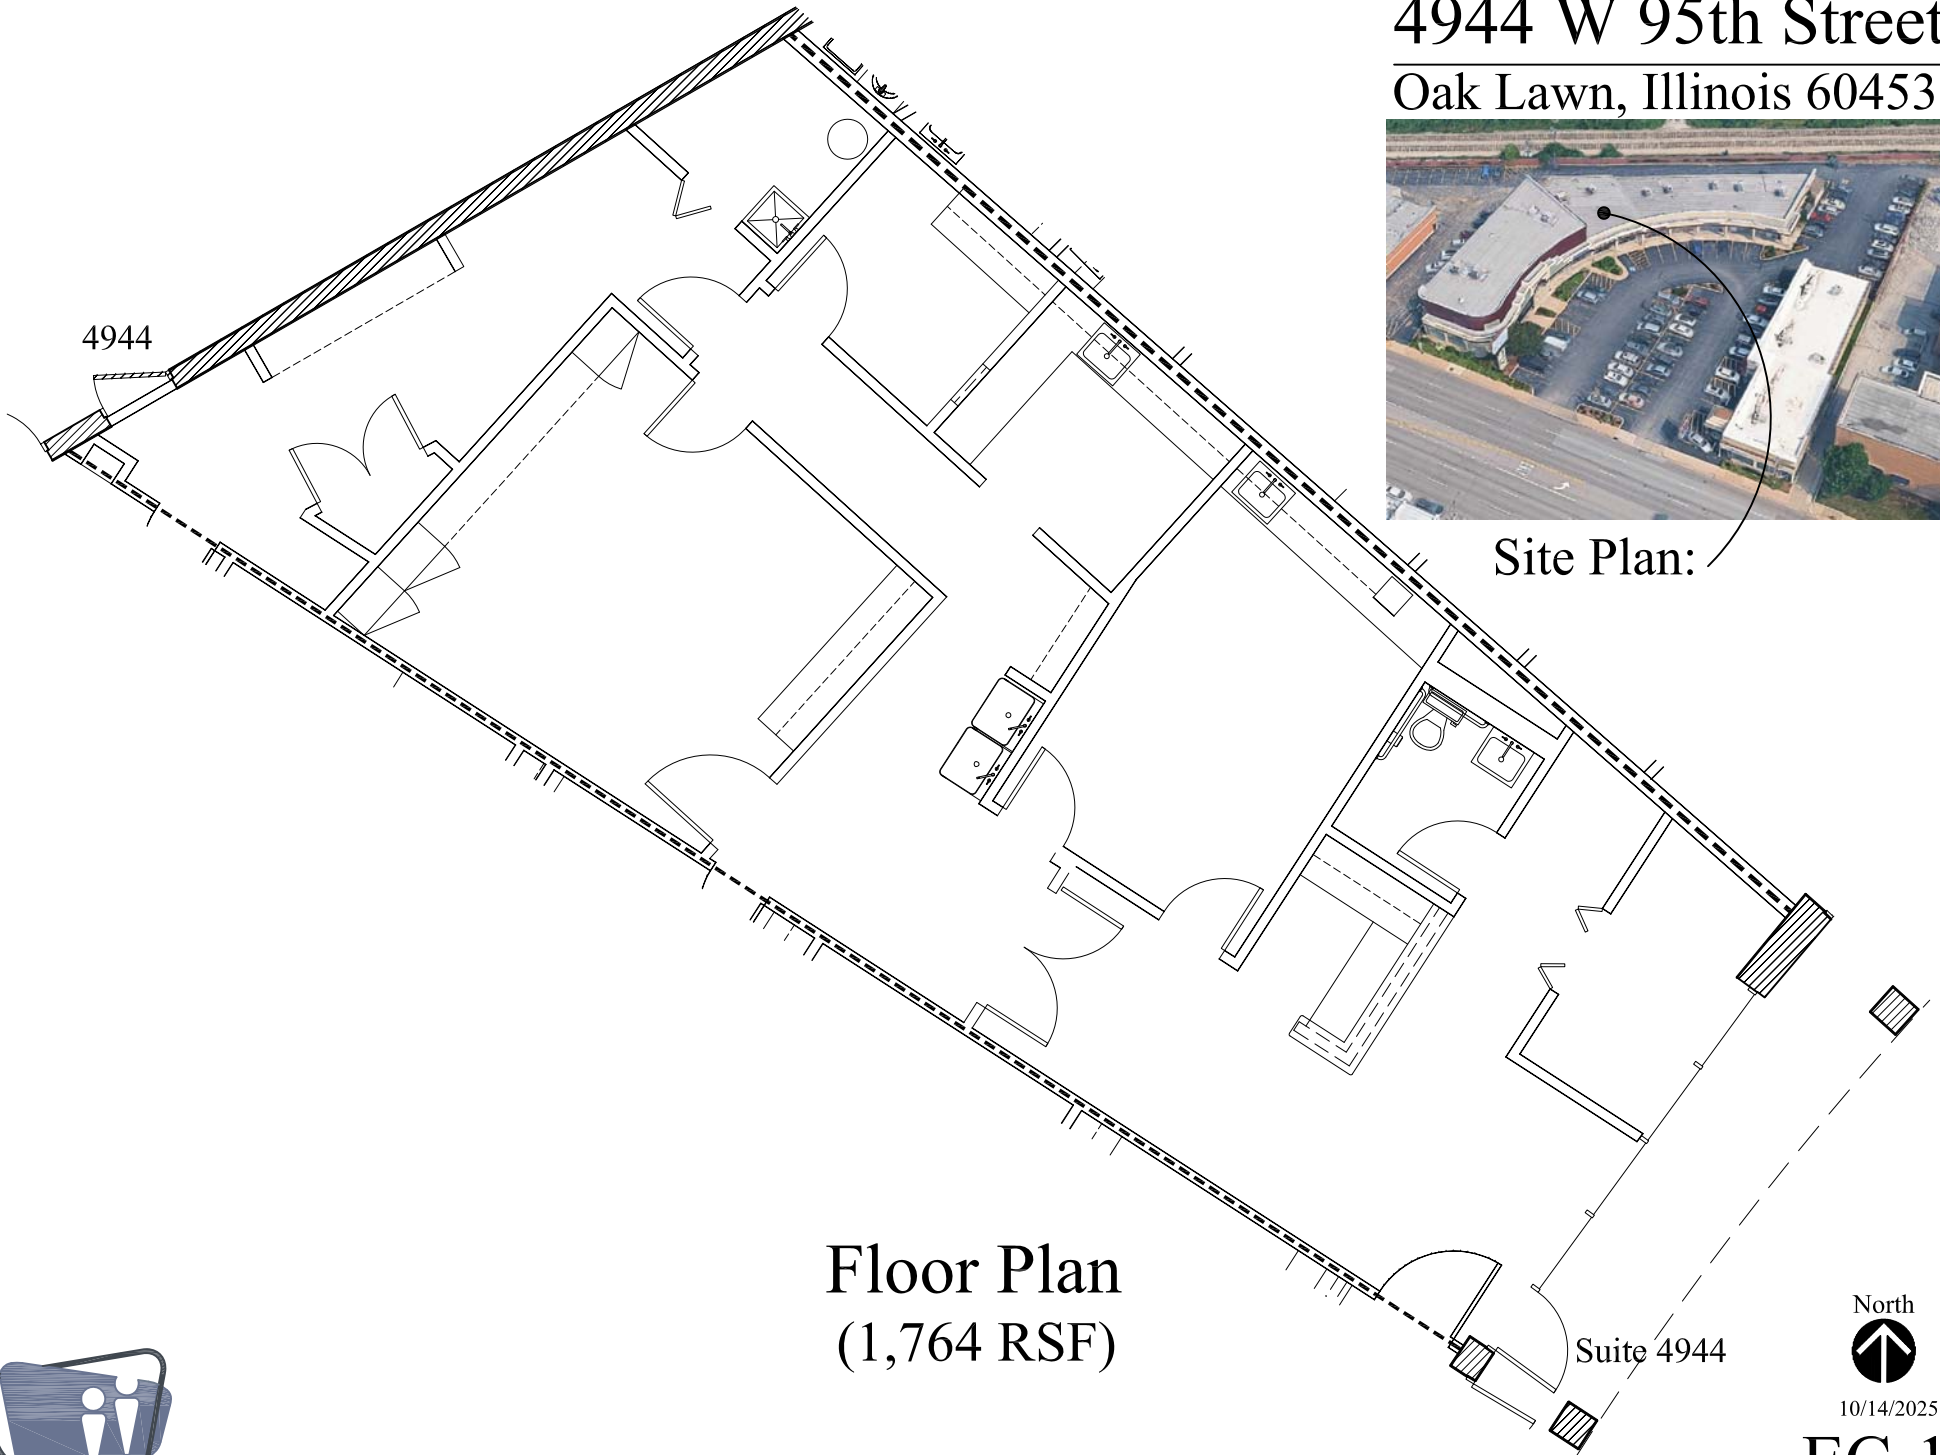 4944 W 95th Street
Oak Lawn, Illinois 60453
4944
Site Plan:
Floor Plan
(1,764 RSF)
Suite 4944
North
10/14/2025